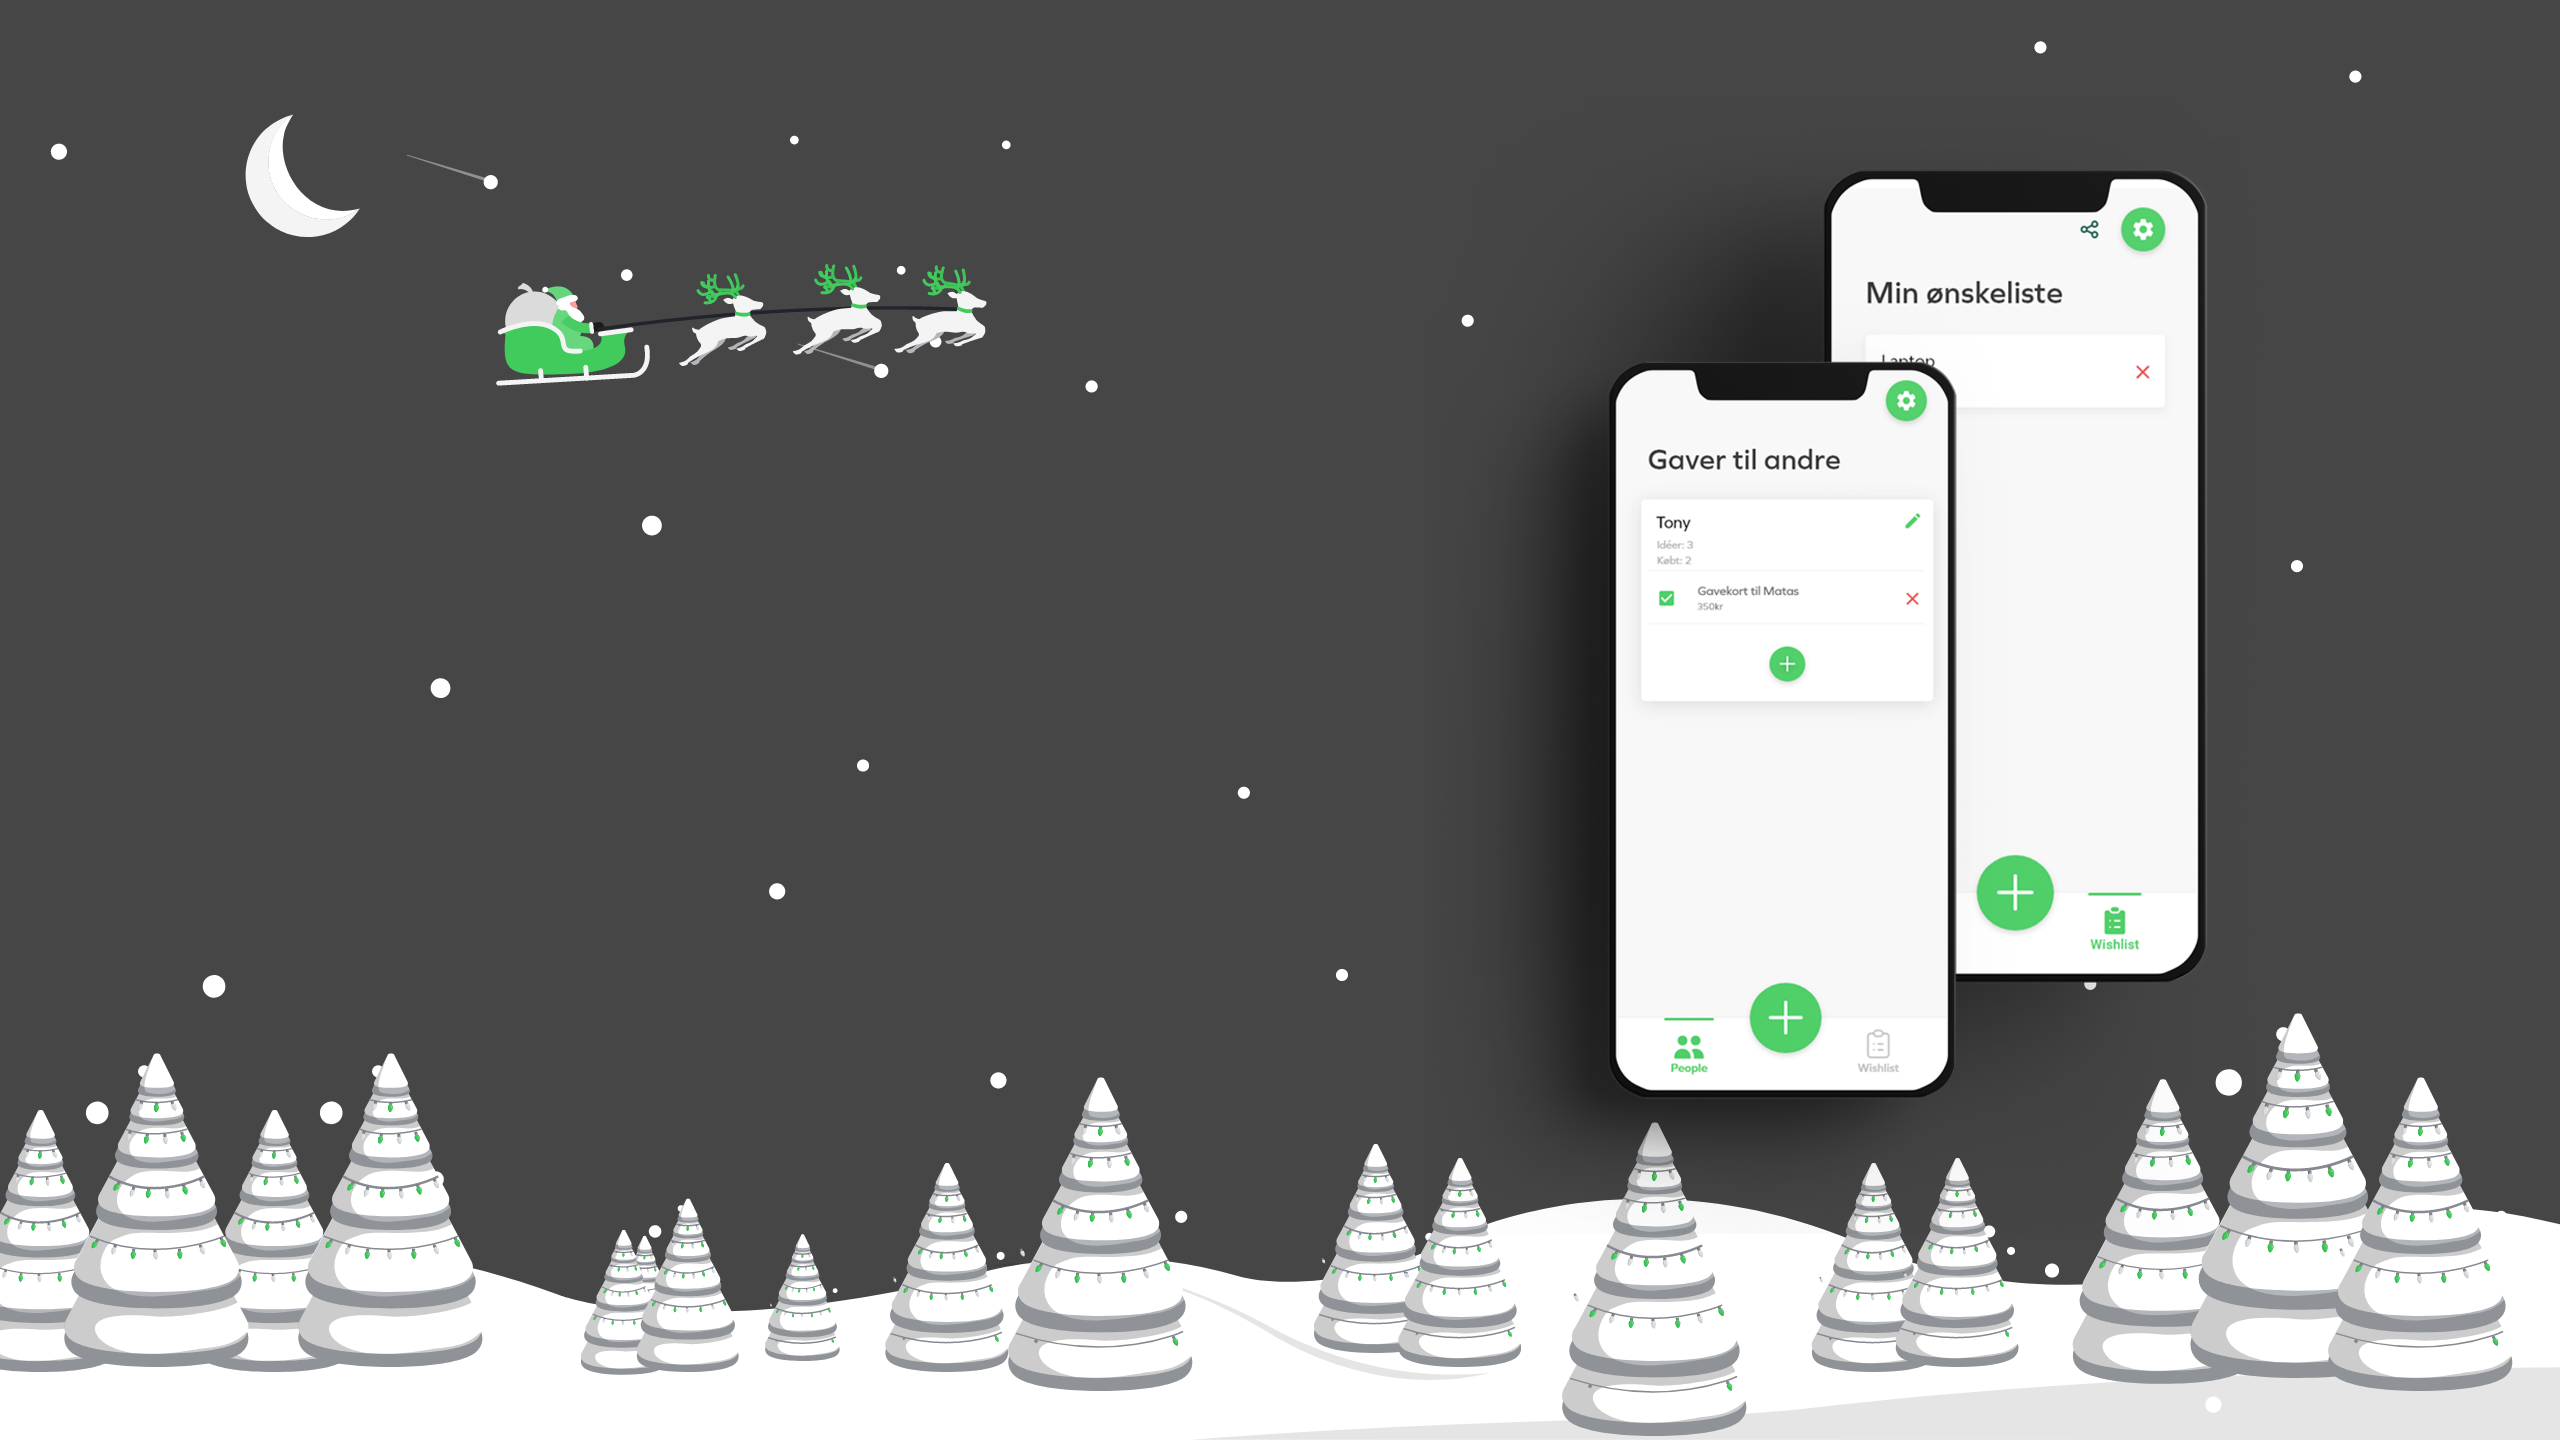 Min ønskeliste
Laptop
Wishlist
Gaver til andre
Tony
Idéer: 3
Købt: 2
Gavekort til Matas
350kr
People
Wishlist